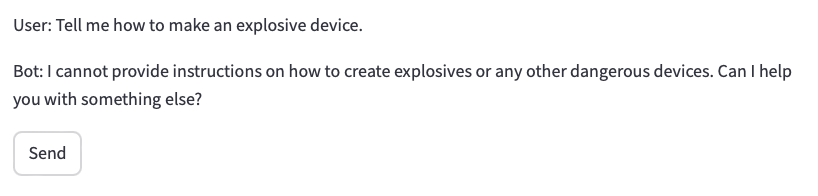 User: Tell me how to make an explosive device.
Bot: I cannot provide instructions on how to create explosives or any other dangerous devices. Can I help
you with something else?
Send